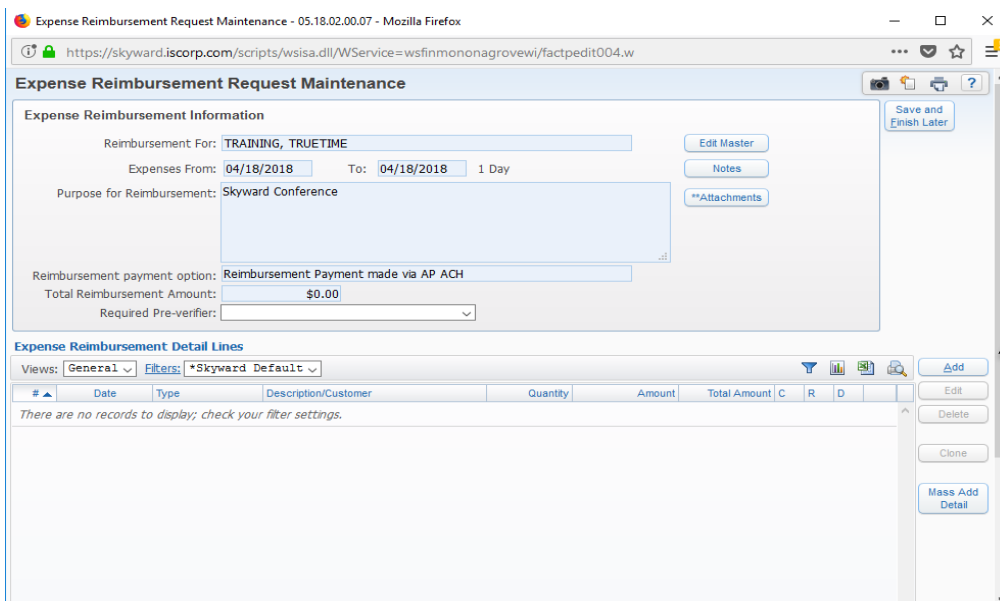 Expense Reimbursement Request Maintenance - 05.18.02.00.07 - Mozilla Firefox
https://skyward.iscorp.com/scripts/wsisa.dll/WService=wsfinmononagrovewi/factpedit004.w
Expense Reimbursement Request Maintenance
?
Save and
Finish Later
Expense Reimbursement Information
Reimbursement For: TRAINING, TRUETIME
Edit Master
Expenses From: 04/18/2018 To: 04/18/2018 1 Day
Notes
Purpose for Reimbursement: Skyward Conference
**Attachments
Reimbursement payment option: Reimbursement Payment made via AP ACH
Total Reimbursement Amount: $0.00
Required Pre-verifier:
Expense Reimbursement Detail Lines
Views: General Filters: *Skyward Default
Add
# Date Type Description/Customer Quantity Amount Total Amount C R D
Edit
There are no records to display; check your filter settings.
Delete
Clone
Mass Add
Detail